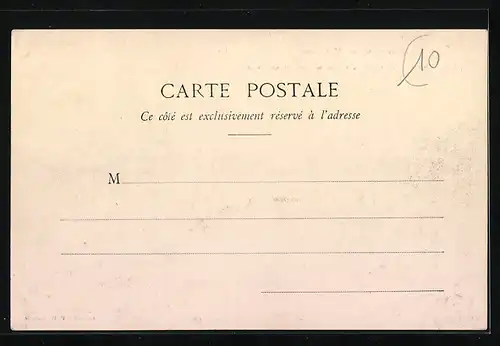 10
CARTE POSTALE
Ce côté est exclusivement réservé à l'adresse
M